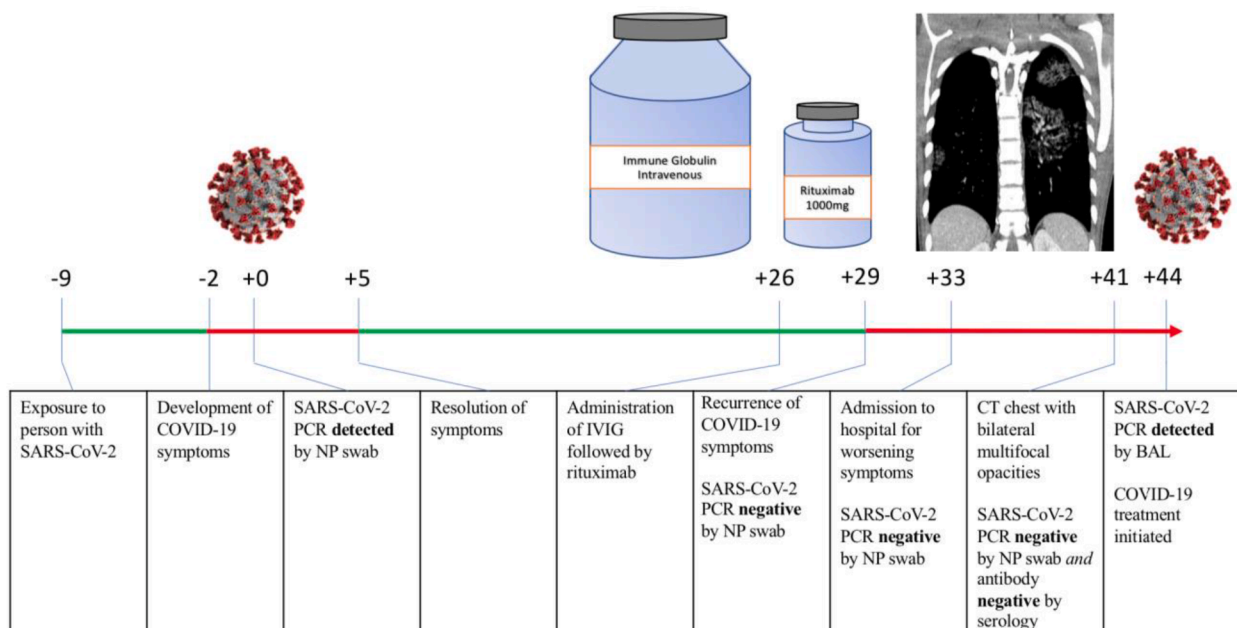 Immune Globulin
Intravenous
Rituximab
1000mg
-9
-2
+0
+5
+26
+29
+33
+41
+44
Exposure to
person with
SARS-CoV-2
Development of
COVID-19
symptoms
SARS-CoV-2
PCR detected
by NP swab
Resolution of
symptoms
Administration
of IVIG
followed by
rituximab
Recurrence of
COVID-19
symptoms
SARS-CoV-2
PCR negative
by NP swab
Admission to
hospital for
worsening
symptoms
SARS-CoV-2
PCR negative
by NP swab
CT chest with
bilateral
multifocal
opacities
SARS-CoV-2
PCR negative
by NP swab and
antibody
negative by
serology
SARS-CoV-2
PCR detected
by BAL
COVID-19
treatment
initiated